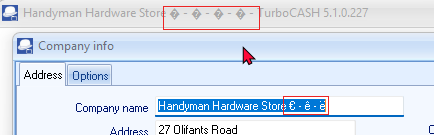 Handyman Hardware Store � - � - � - � - TurboCASH 5.1.0.227
Company info
Address Options
Company name Handyman Hardware Store € - ê - ë
Address 27 Olifants Road